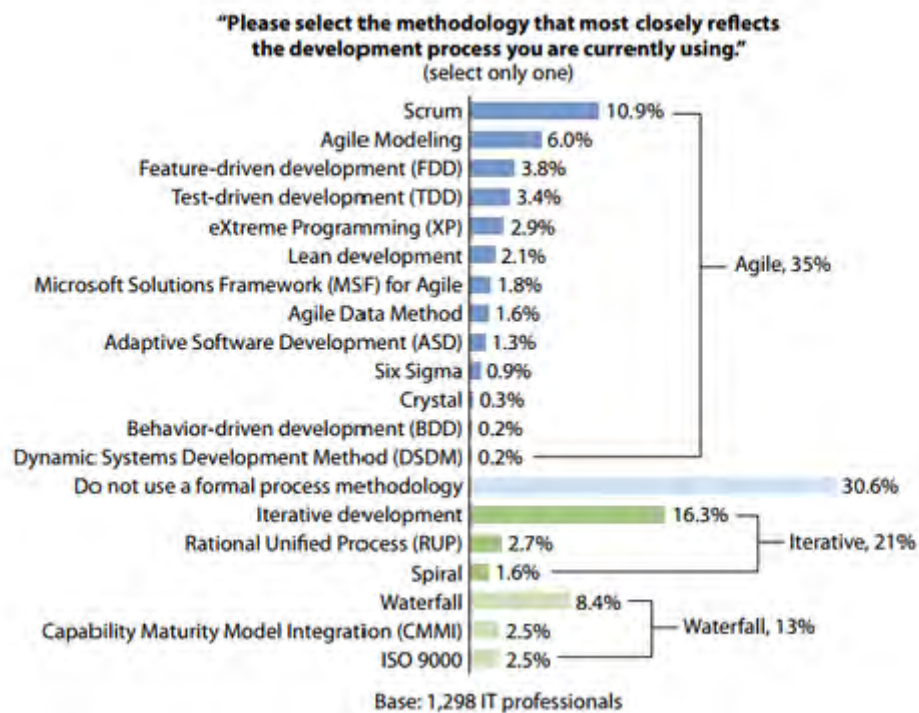 "Please select the methodology that most closely reflects
the development process you are currently using."
(select only one)
Scrum 10.9%
Agile Modeling 6.0%
Feature-driven development (FDD) 3.8%
Test-driven development (TDD) 3.4%
eXtreme Programming (XP) 2.9%
Lean development 2.1%
Agile, 35%
Microsoft Solutions Framework (MSF) for Agile 1.8%
Agile Data Method 1.6%
Adaptive Software Development (ASD) 1.3%
Six Sigma 0.9%
Crystal 0.3%
Behavior-driven development (BDD) 0.2%
Dynamic Systems Development Method (DSDM) 0.2%
Do not use a formal process methodology 30.6%
Iterative development 16.3%
Rational Unified Process (RUP) 2.7%
Iterative, 21%
Spiral 1.6%
Waterfall 8.4%
Waterfall, 13%
Capability Maturity Model Integration (CMMI) 2.5%
ISO 9000 2.5%
Base: 1,298 IT professionals